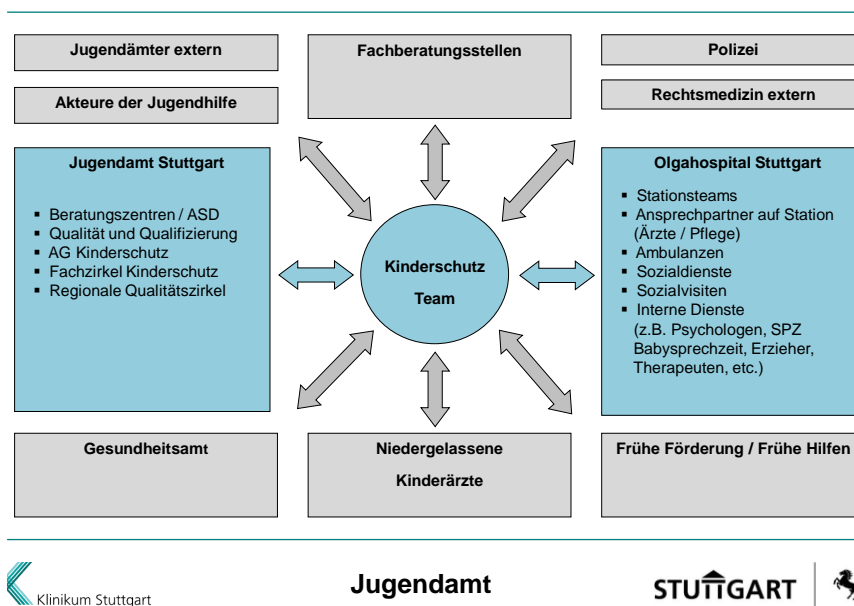 Jugendämter extern
Akteure der Jugendhilfe
Fachberatungsstellen
Polizei
Rechtsmedizin extern
Jugendamt Stuttgart
▪ Beratungszentren / ASD
▪ Qualität und Qualifizierung
▪ AG Kinderschutz
▪ Fachzirkel Kinderschutz
▪ Regionale Qualitätszirkel
Kinderschutz
Team
Olgahospital Stuttgart
▪ Stationsteams
▪ Ansprechpartner auf Station
(Ärzte / Pflege)
▪ Ambulanzen
▪ Sozialdienste
▪ Sozialvisiten
▪ Interne Dienste
(z.B. Psychologen, SPZ
Babysprechzeit, Erzieher,
Therapeuten, etc.)
Gesundheitsamt
Niedergelassene
Kinderärzte
Frühe Förderung / Frühe Hilfen
Klinikum Stuttgart
Jugendamt
STUTTGART